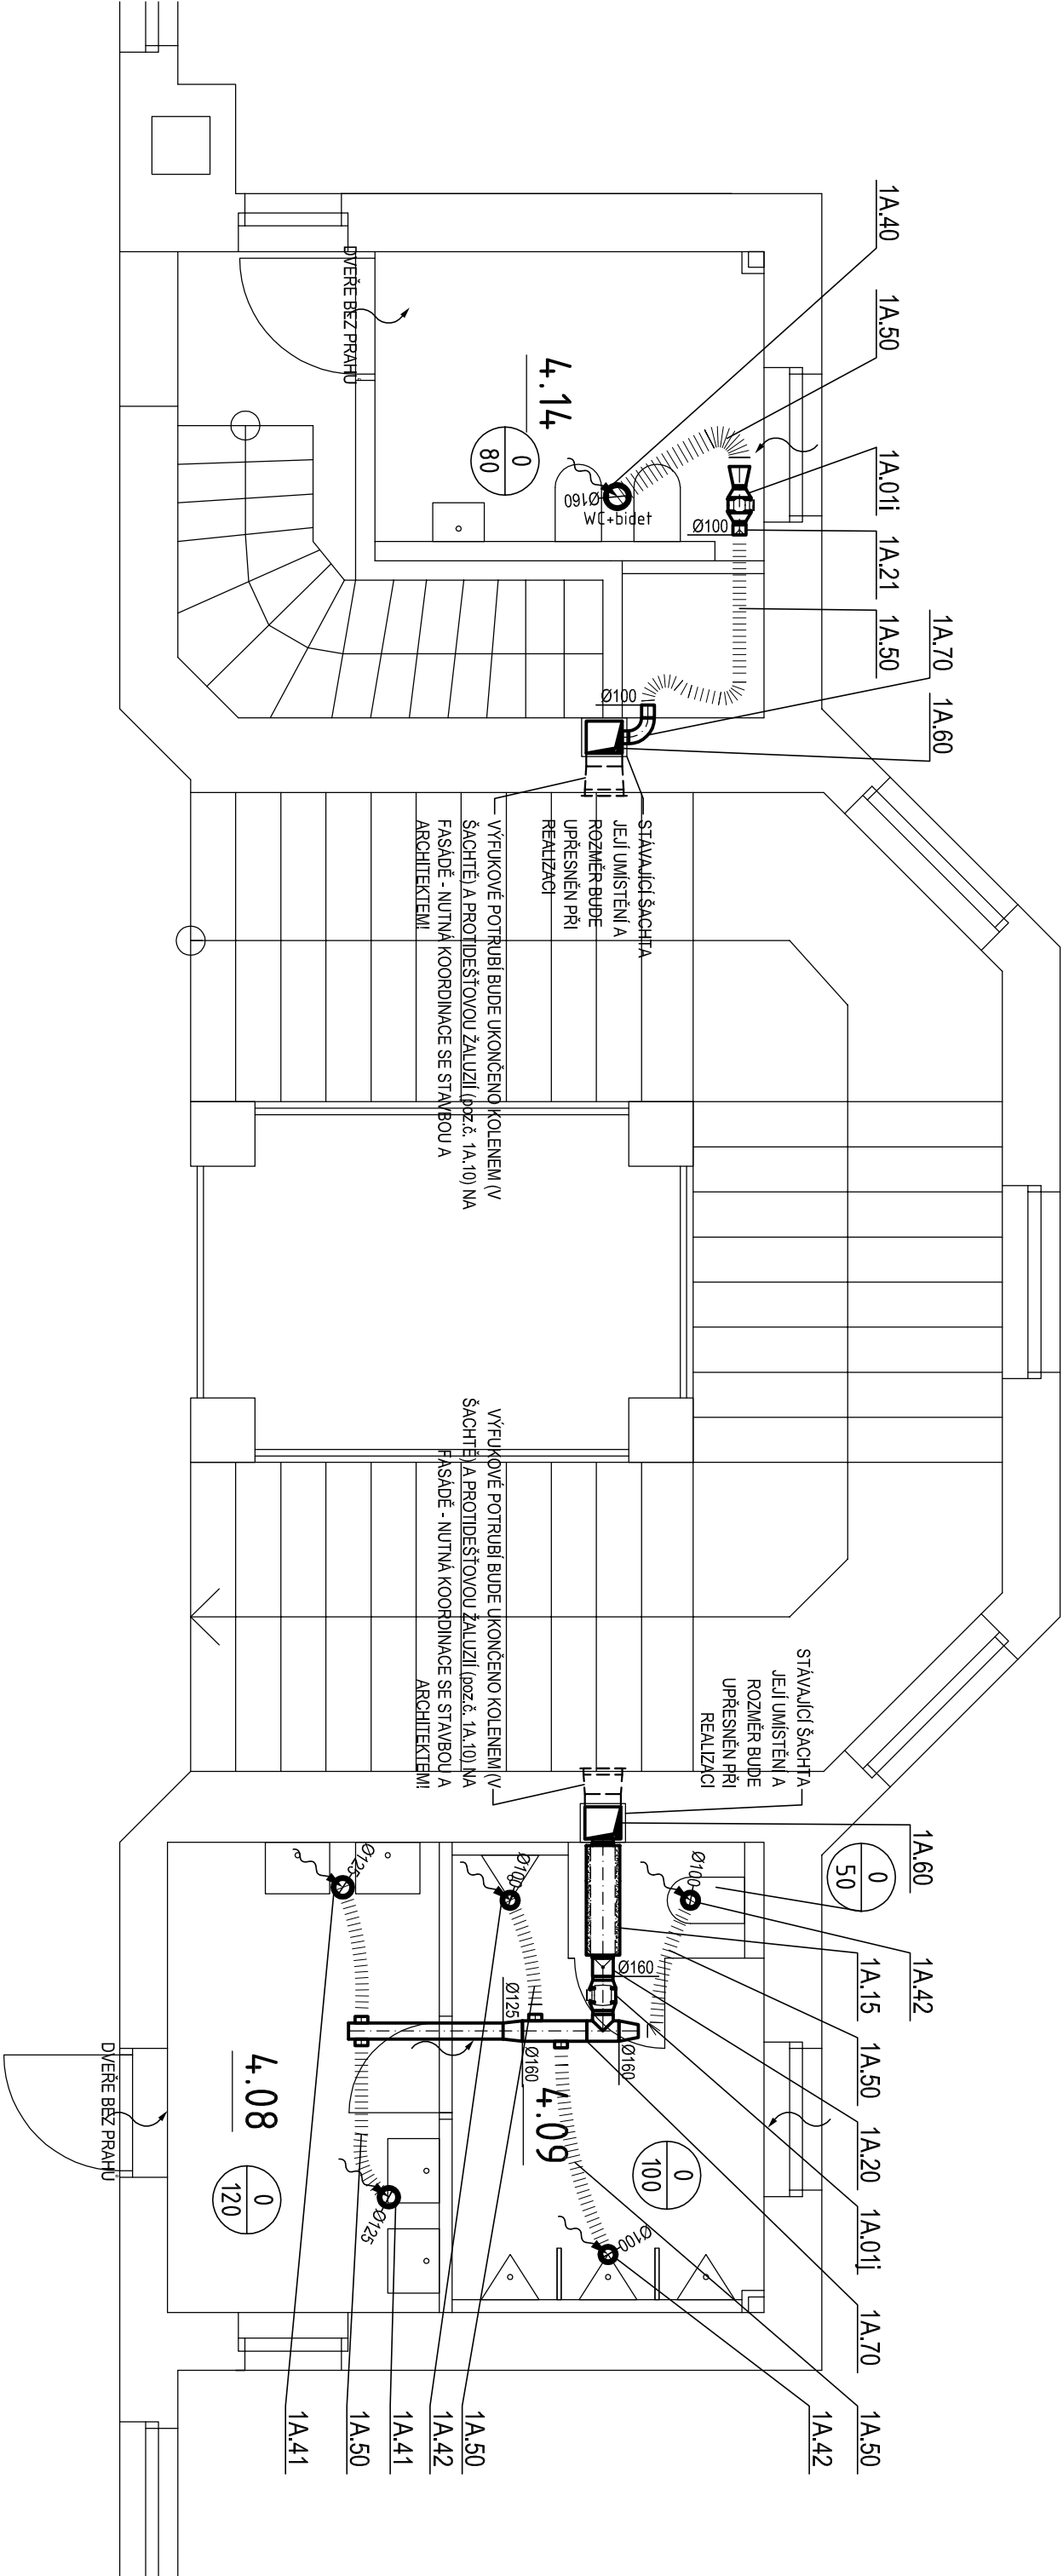 1A.40
1A.50
1A.01i
1A.21
1A.50
1A.70
1A.60
DVEŘE BEZ PRAHŮ
4.14
0
80
Ø160
WC+bidet
Ø100
Ø100
STÁVAJÍCÍ ŠACHTA
JEJÍ UMÍSTĚNÍ A
ROZMĚR BUDE
UPŘESNĚN PŘI
REALIZACI
VÝFUKOVÉ POTRUBÍ BUDE UKONČENO KOLENEM (V
ŠACHTĚ) A PROTIDEŠŤOVOU ŽALUZIÍ (poz.č. 1A.10) NA
FASÁDĚ - NUTNÁ KOORDINACE SE STAVBOU A
ARCHITEKTEM!
VÝFUKOVÉ POTRUBÍ BUDE UKONČENO KOLENEM (V
ŠACHTĚ) A PROTIDEŠŤOVOU ŽALUZIÍ (poz.č. 1A.10) NA
FASÁDĚ - NUTNÁ KOORDINACE SE STAVBOU A
ARCHITEKTEM!
STÁVAJÍCÍ ŠACHTA
JEJÍ UMÍSTĚNÍ A
ROZMĚR BUDE
UPŘESNĚN PŘI
REALIZACI
1A.60
0
50
1A.42
1A.15
1A.50
1A.20
1A.01j
1A.70
1A.50
1A.42
Ø100
Ø160
Ø100
Ø125
Ø125
Ø160
Ø160
4.09
0
100
Ø100
4.08
0
120
Ø125
DVEŘE BEZ PRAHŮ
1A.50
1A.42
1A.41
1A.50
1A.41